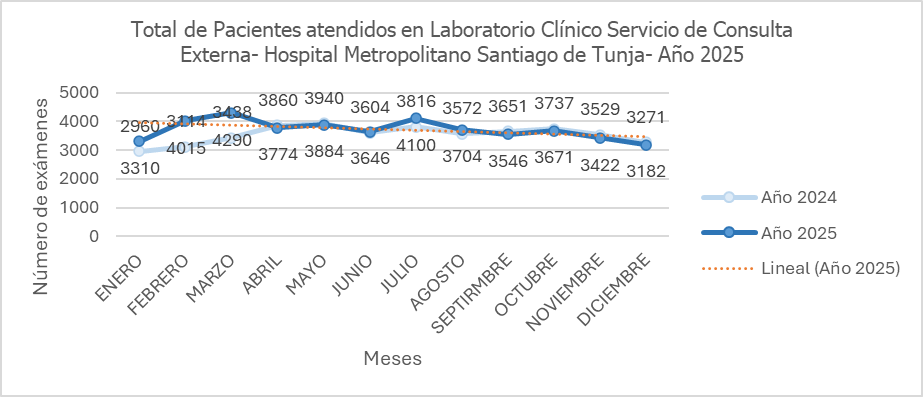 Total de Pacientes atendidos en Laboratorio Clínico Servicio de Consulta
Externa- Hospital Metropolitano Santiago de Tunja- Año 2025
Número de exámenes
5000
4000
3000
2000
1000
0
2960 3114 3438 3860 3940 3604 3816 3572 3651 3737 3529 3271
3310 4015 4290 3774 3884 3646 4100 3704 3546 3671 3422 3182
ENERO
FEBRERO
MARZO
ABRIL
MAYO
JUNIO
JULIO
AGOSTO
SEPTIRMBRE
OCTUBRE
NOVIEMBRE
DICIEMBRE
Meses
Año 2024
Año 2025
Lineal (Año 2025)